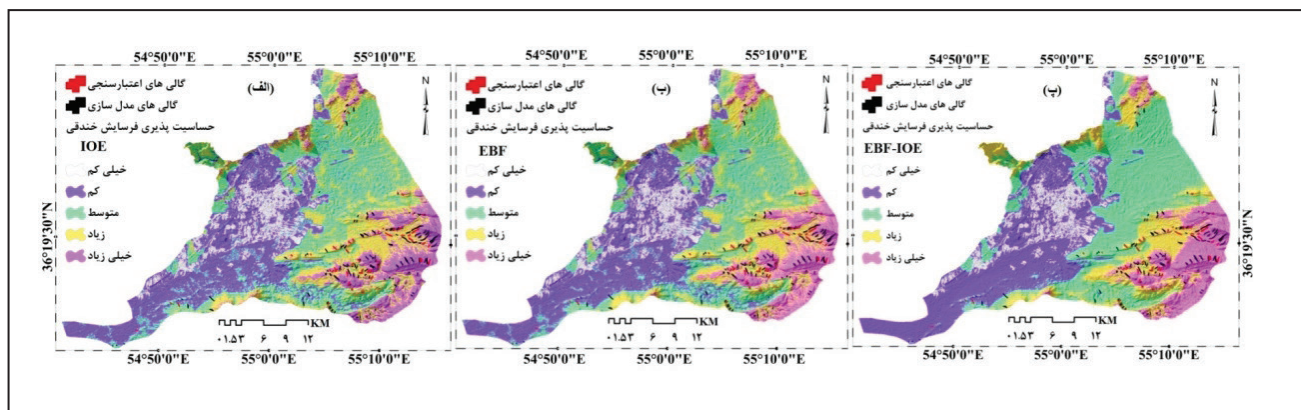 54°50'0"E 55°0'0"E 55°10'0"E
N
گالی های اعتبارسنجی
(الف)
گالی های مدل سازی
حساسیت پذیری فرسایش خندقی
IOE
خیلی کم
کم
متوسط
زیاد
خیلی زیاد
36°19'30"N
KM
۰۱.۵۳ ۶ ۹ ۱۲
54°50'0"E 55°0'0"E 55°10'0"E
54°50'0"E 55°0'0"E 55°10'0"E
N
گالی های اعتبارسنجی
(ب)
گالی های مدل سازی
حساسیت پذیری فرسایش خندقی
EBF
خیلی کم
کم
متوسط
زیاد
خیلی زیاد
KM
۰۱.۵۳ ۶ ۹ ۱۲
54°50'0"E 55°0'0"E 55°10'0"E
54°50'0"E 55°0'0"E 55°10'0"E
N
گالی های اعتبارسنجی
(پ)
گالی های مدل سازی
حساسیت پذیری فرسایش خندقی
EBF-IOE
خیلی کم
کم
متوسط
زیاد
خیلی زیاد
36°19'30"N
KM
۰۱.۵۳ ۶ ۹ ۱۲
54°50'0"E 55°0'0"E 55°10'0"E